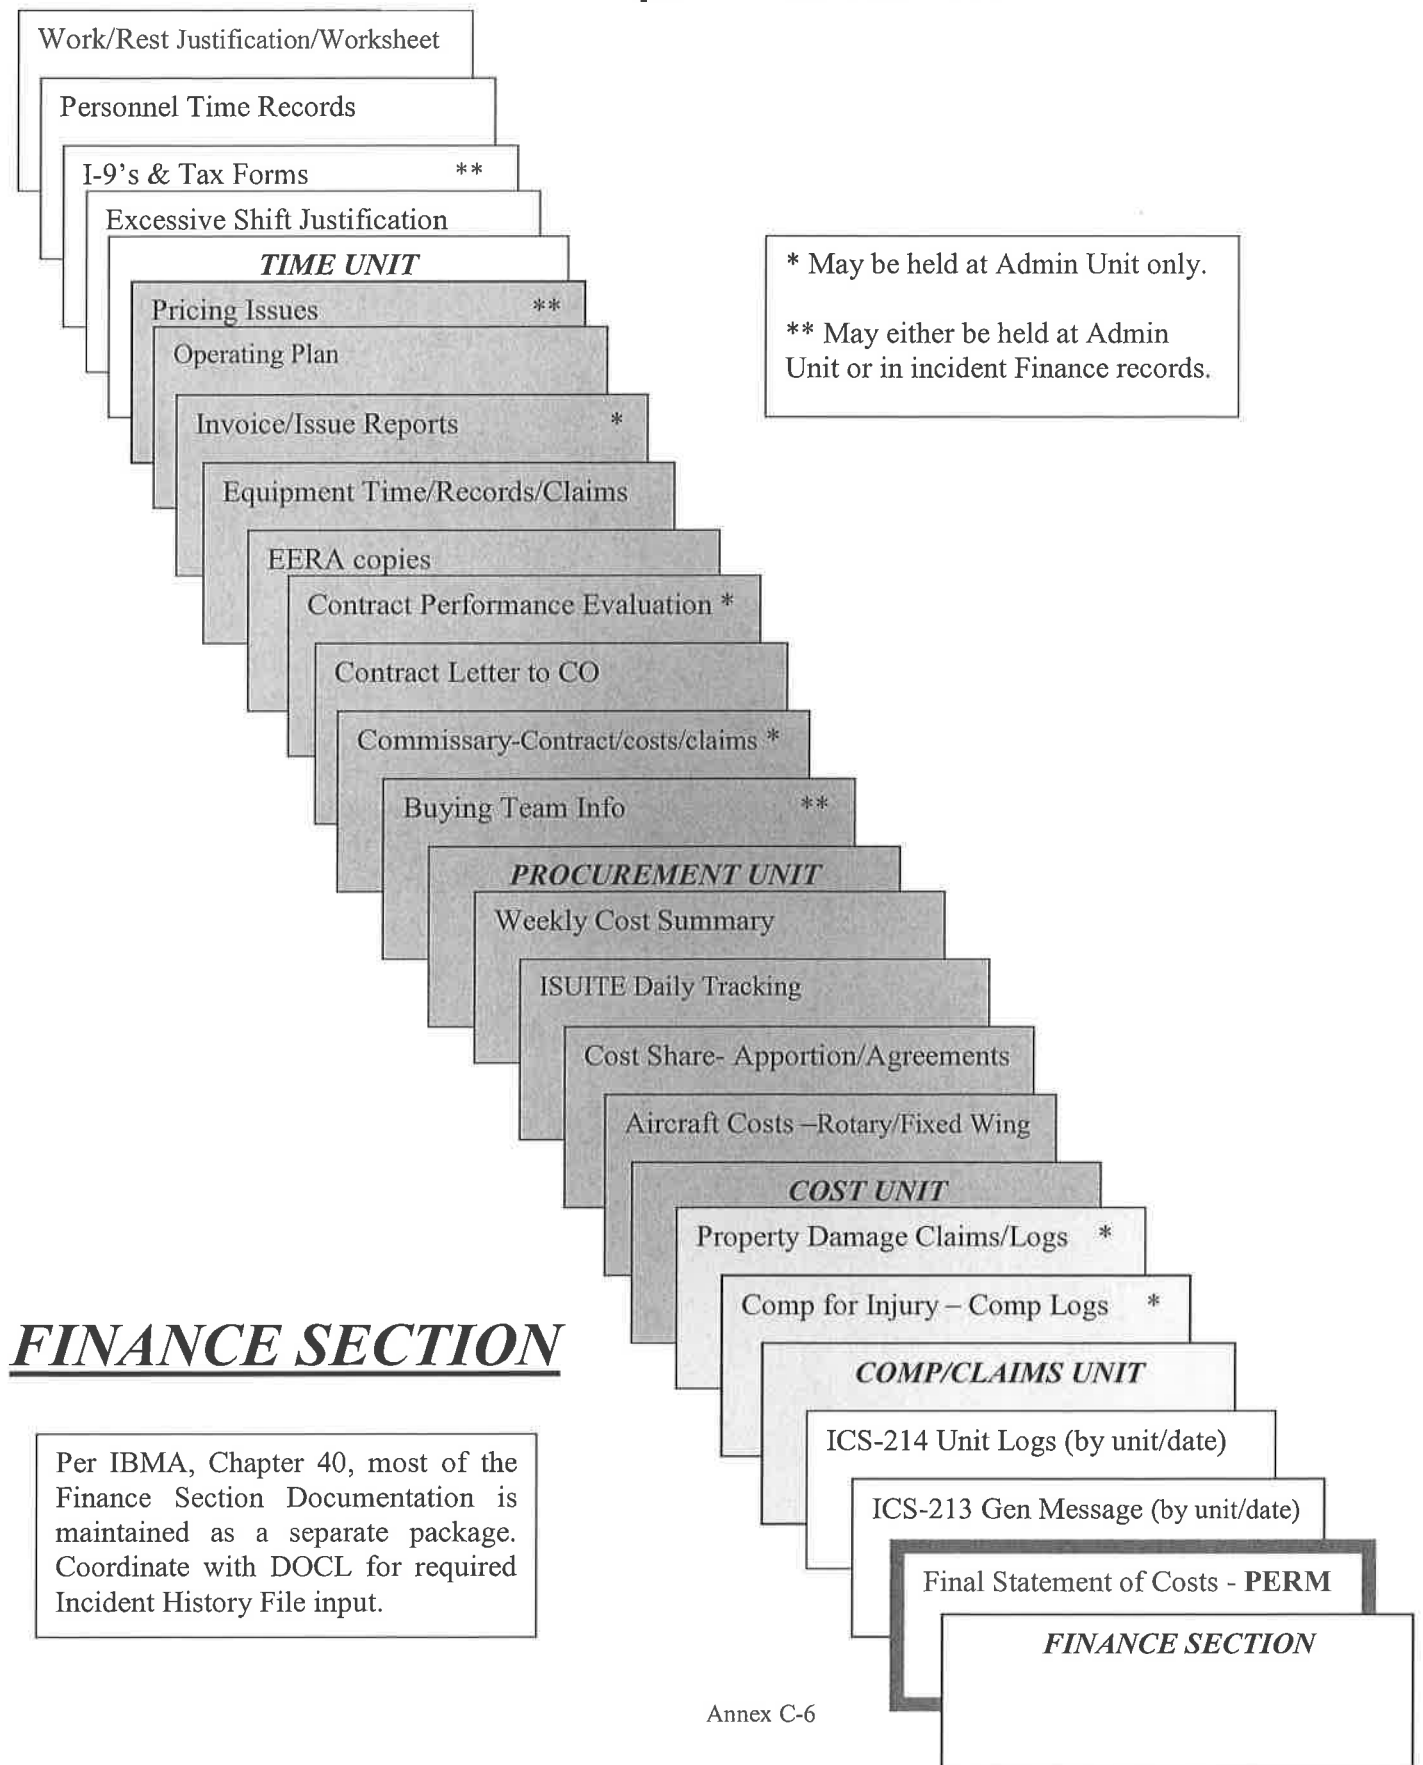 Work/Rest Justification/Worksheet
Personnel Time Records
I-9's & Tax Forms **
Excessive Shift Justification
TIME UNIT
* May be held at Admin Unit only.
** May either be held at Admin
Unit or in incident Finance records.
Pricing Issues **
Operating Plan
Invoice/Issue Reports *
Equipment Time/Records/Claims
EERA copies
Contract Performance Evaluation *
Contract Letter to CO
Commissary-Contract/costs/claims *
Buying Team Info **
PROCUREMENT UNIT
Weekly Cost Summary
ISUITE Daily Tracking
Cost Share- Apportion/Agreements
Aircraft Costs –Rotary/Fixed Wing
COST UNIT
Property Damage Claims/Logs *
Comp for Injury – Comp Logs *
COMP/CLAIMS UNIT
FINANCE SECTION
Per IBMA, Chapter 40, most of the
Finance Section Documentation is
maintained as a separate package.
Coordinate with DOCL for required
Incident History File input.
ICS-214 Unit Logs (by unit/date)
ICS-213 Gen Message (by unit/date)
Final Statement of Costs - PERM
FINANCE SECTION
Annex C-6